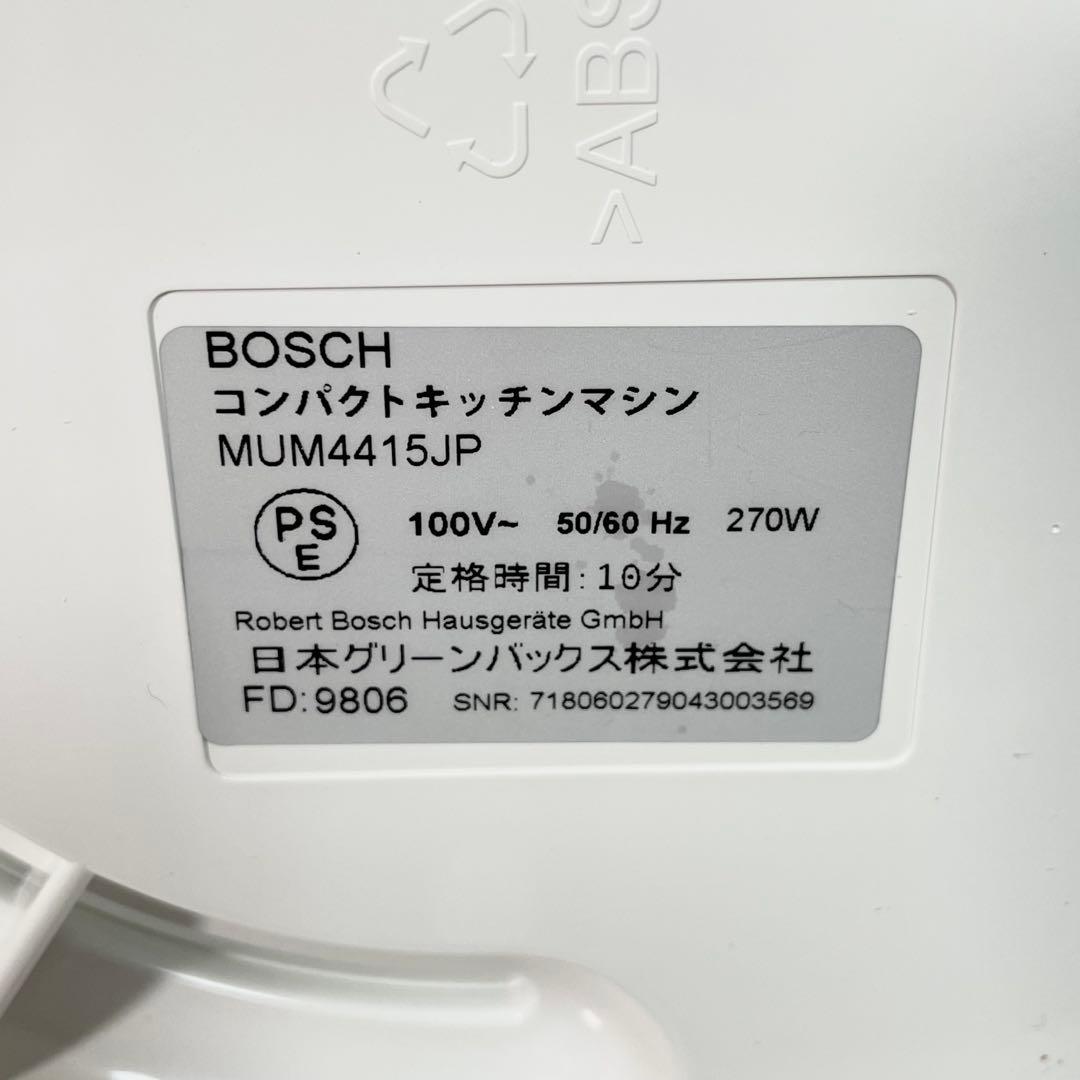 >ABS
BOSCH
コンパクトキッチンマシン
MUM4415JP
PS
E
100V~ 50/60 Hz 270W
定格時間:10分
Robert Bosch Hausgeräte GmbH
日本グリーンバックス株式会社
FD:9806 SNR: 718060279043003569